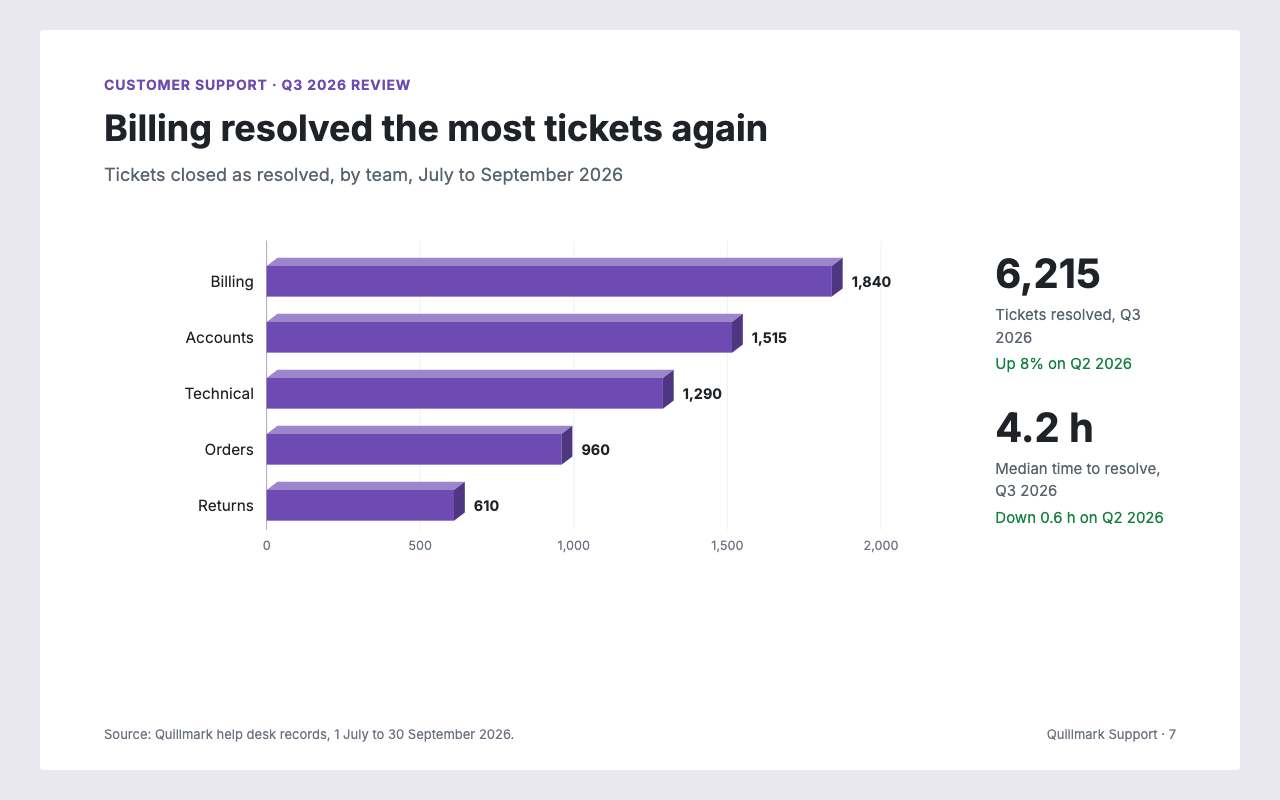 CUSTOMER SUPPORT · Q3 2026 REVIEW
Billing resolved the most tickets again
Tickets closed as resolved, by team, July to September 2026
Billing 1,840
Accounts 1,515
Technical 1,290
Orders 960
Returns 610
0 500 1,000 1,500 2,000
6,215
Tickets resolved, Q3
2026
Up 8% on Q2 2026
4.2 h
Median time to resolve,
Q3 2026
Down 0.6 h on Q2 2026
Source: Quillmark help desk records, 1 July to 30 September 2026.
Quillmark Support · 7